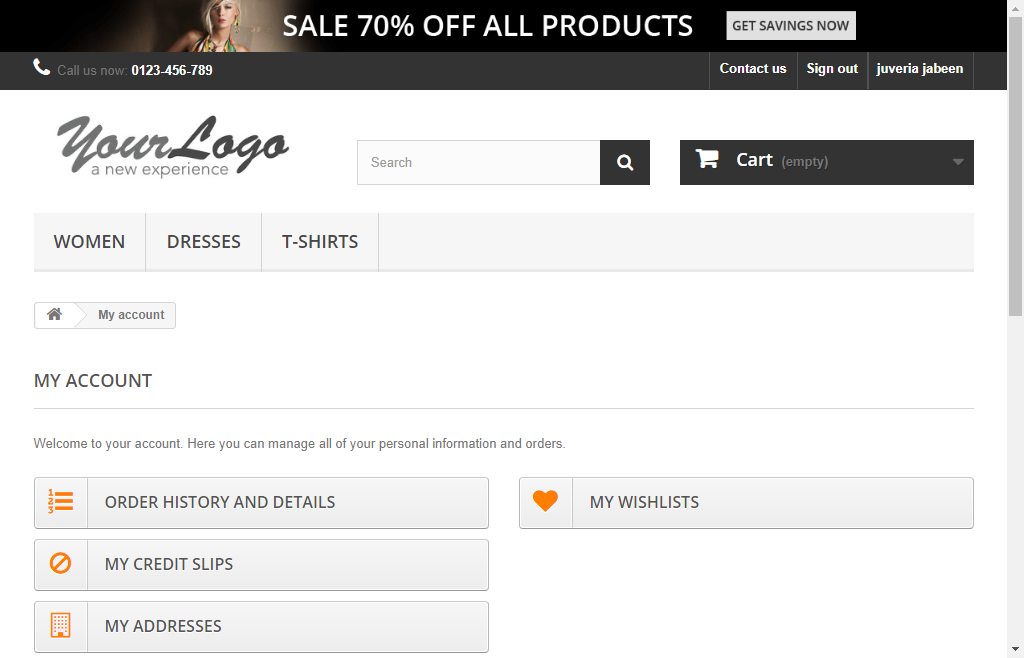 SALE 70% OFF ALL PRODUCTS GET SAVINGS NOW
Call us now: 0123-456-789 Contact us Sign out juveria jabeen
YourLogo
a new experience
Search Cart (empty)
WOMEN DRESSES T-SHIRTS
My account
MY ACCOUNT
Welcome to your account. Here you can manage all of your personal information and orders.
1
2
3
ORDER HISTORY AND DETAILS MY WISHLISTS
MY CREDIT SLIPS
MY ADDRESSES